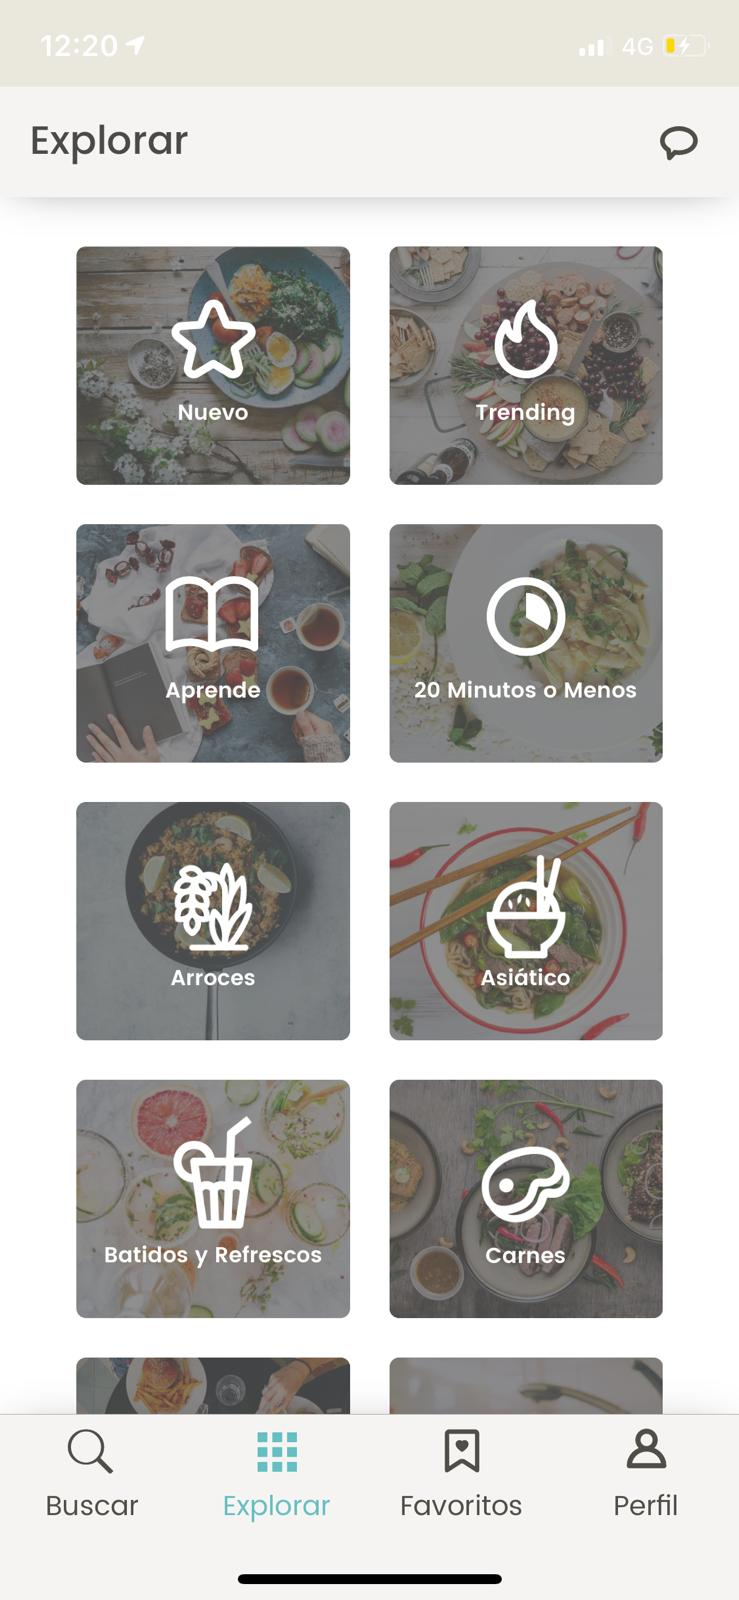 12:20
4G
Explorar
Nuevo
Trending
Aprende
20 Minutos o Menos
Arroces
Asiático
Batidos y Refrescos
Carnes
Buscar
Explorar
Favoritos
Perfil